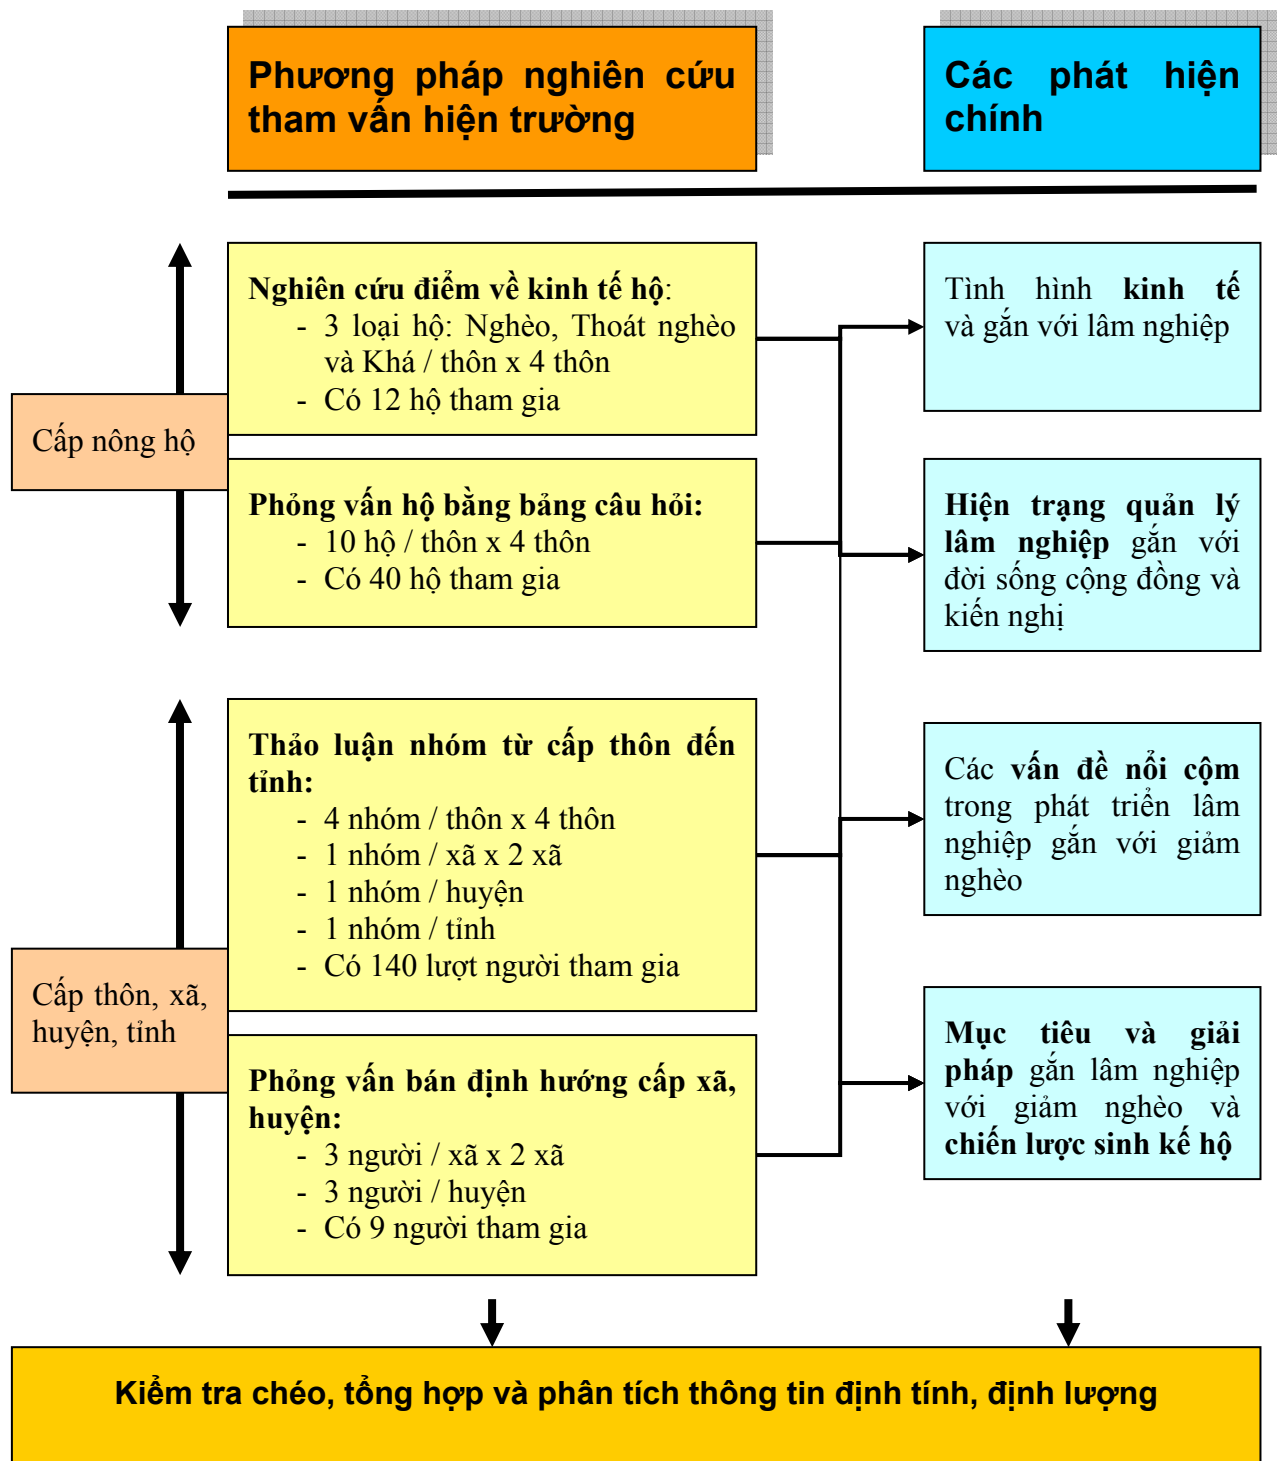 Phương pháp nghiên cứu
tham vấn hiện trường
Các phát hiện
chính
Cấp nông hộ
Nghiên cứu điểm về kinh tế hộ:
- 3 loại hộ: Nghèo, Thoát nghèo
và Khá / thôn x 4 thôn
- Có 12 hộ tham gia
Phỏng vấn hộ bằng bảng câu hỏi:
- 10 hộ / thôn x 4 thôn
- Có 40 hộ tham gia
Tình hình kinh tế
và gắn với lâm nghiệp
Hiện trạng quản lý
lâm nghiệp gắn với
đời sống cộng đồng và
kiến nghị
Cấp thôn, xã,
huyện, tỉnh
Thảo luận nhóm từ cấp thôn đến
tỉnh:
- 4 nhóm / thôn x 4 thôn
- 1 nhóm / xã x 2 xã
- 1 nhóm / huyện
- 1 nhóm / tỉnh
- Có 140 lượt người tham gia
Phỏng vấn bán định hướng cấp xã,
huyện:
- 3 người / xã x 2 xã
- 3 người / huyện
- Có 9 người tham gia
Các vấn đề nổi cộm
trong phát triển lâm
nghiệp gắn với giảm
nghèo
Mục tiêu và giải
pháp gắn lâm nghiệp
với giảm nghèo và
chiến lược sinh kế hộ
Kiểm tra chéo, tổng hợp và phân tích thông tin định tính, định lượng